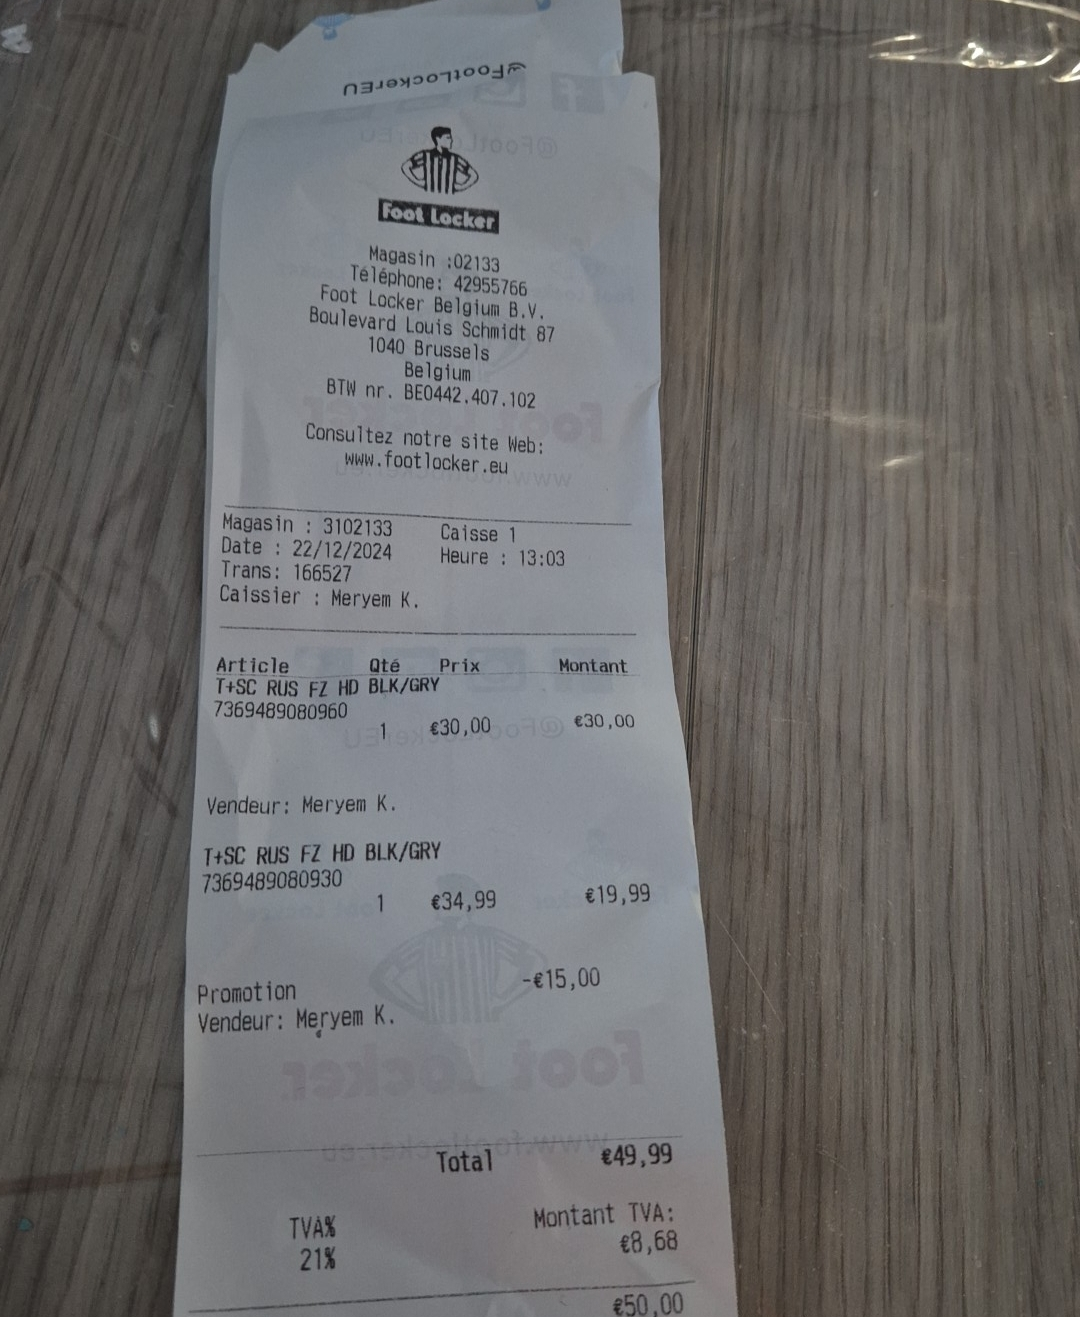 @FootLockerEU
Foot Locker
Magasin :02133
Téléphone: 42955766
Foot Locker Belgium B.V.
Boulevard Louis Schmidt 87
1040 Brussels
Belgium
BTW nr. BE0442.407.102
Consultez notre site Web:
www.footlocker.eu
Magasin : 3102133 Caisse 1
Date : 22/12/2024 Heure : 13:03
Trans: 166527
Caissier : Meryem K.
Article Qté Prix Montant
T+SC RUS FZ HD BLK/GRY
7369489080960
1 €30,00 €30,00
Vendeur: Meryem K.
T+SC RUS FZ HD BLK/GRY
7369489080930
1 €34,99 €19,99
Promotion -€15,00
Vendeur: Meryem K.
Total €49,99
TVA% Montant TVA:
21% €8,68
€50,00